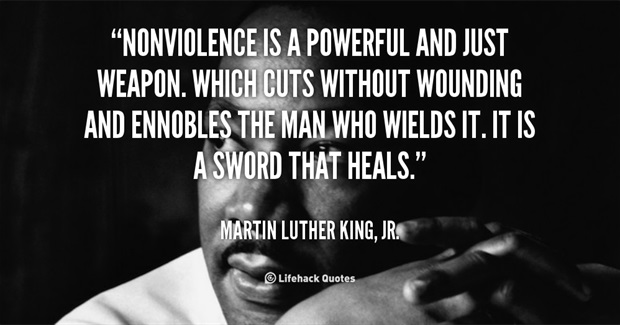 “NONVIOLENCE IS A POWERFUL AND JUST
WEAPON. WHICH CUTS WITHOUT WOUNDING
AND ENNOBLES THE MAN WHO WIELDS IT. IT IS
A SWORD THAT HEALS.”
MARTIN LUTHER KING, JR.
Lifehack Quotes